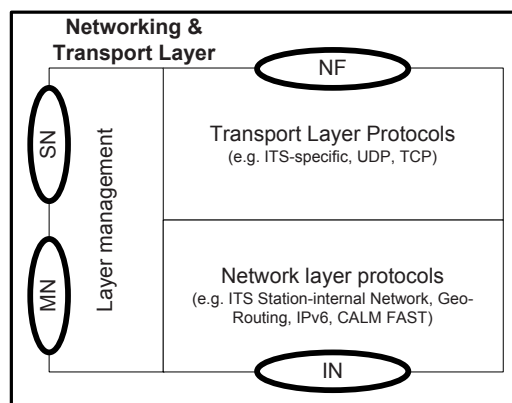 Networking &
Transport Layer
NF
SN
MN
Layer management
Transport Layer Protocols
(e.g. ITS-specific, UDP, TCP)
Network layer protocols
(e.g. ITS Station-internal Network, Geo-
Routing, IPv6, CALM FAST)
IN